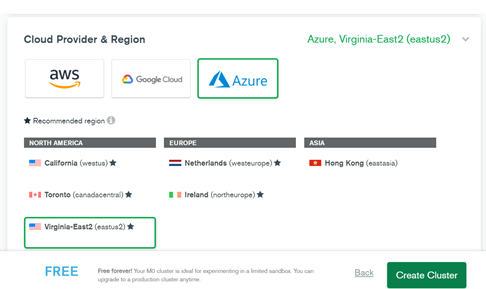 Cloud Provider & Region
Azure, Virginia-East2 (eastus2)
aws
Google Cloud
Azure
Recommended region
NORTH AMERICA
EUROPE
ASIA
California (westus)
Netherlands (westeurope)
Hong Kong (eastasia)
Toronto (canadacentral)
Ireland (northeurope)
Virginia-East2 (eastus2)
FREE
Free forever! Your M0 cluster is ideal for experimenting in a limited sandbox. You can
upgrade to a production cluster anytime.
Back
Create Cluster